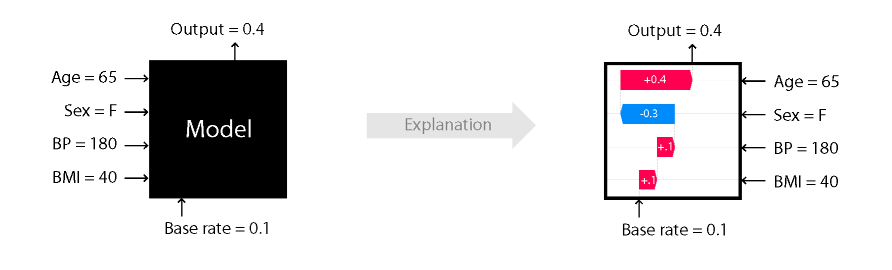 Output = 0.4
Age = 65
Sex = F
BP = 180
BMI = 40
Model
Base rate = 0.1
Explanation
Output = 0.4
+0.4
Age = 65
-0.3
Sex = F
+.1
BP = 180
+.1
BMI = 40
Base rate = 0.1